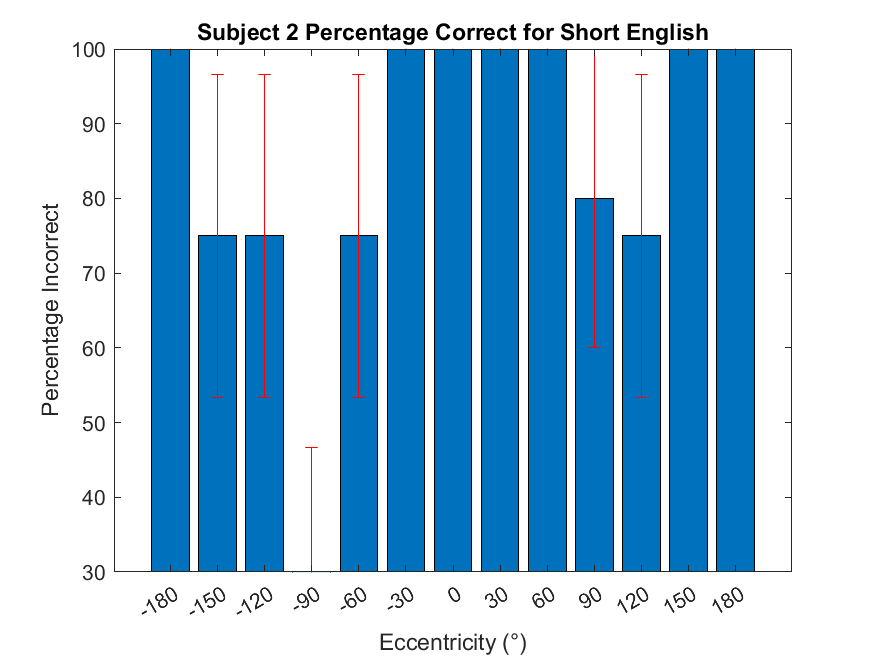 Subject 2 Percentage Correct for Short English
100
90
80
70
60
50
40
30
Percentage Incorrect
-180 -150 -120 -90 -60 -30 0 30 60 90 120 150 180
Eccentricity (°)